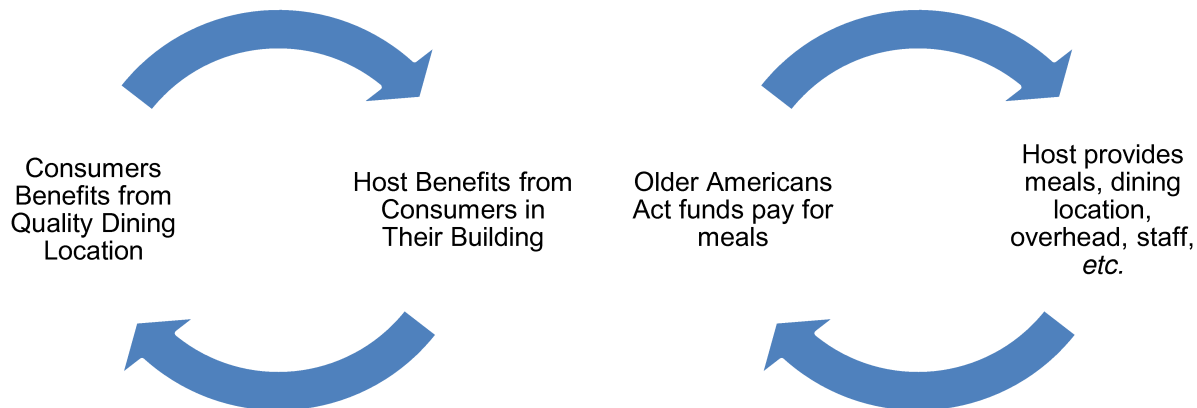 Consumers
Benefits from
Quality Dining
Location
Host Benefits from
Consumers in
Their Building
Older Americans
Act funds pay for
meals
Host provides
meals, dining
location,
overhead, staff,
etc.